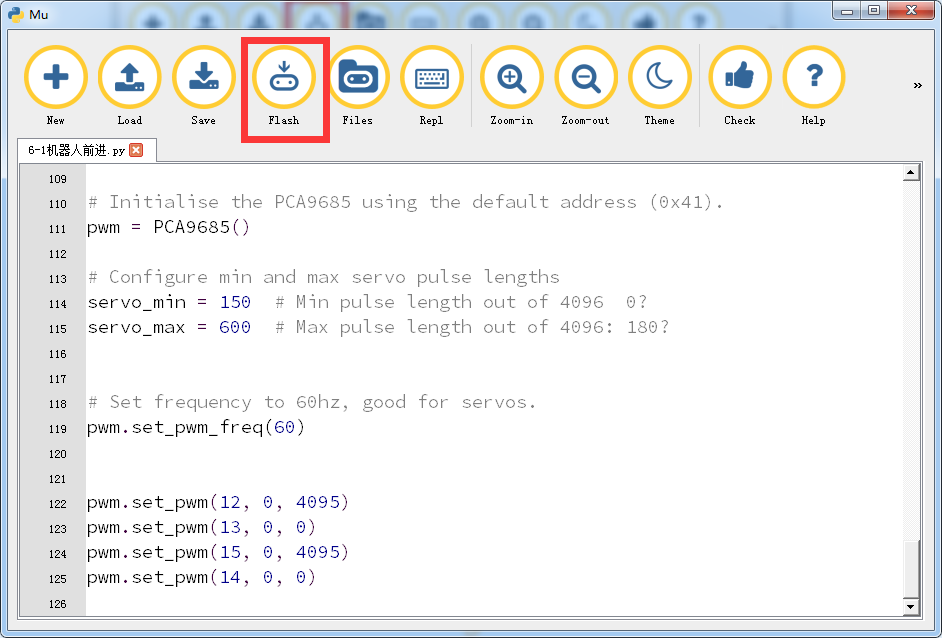 Mu
New Load Save Flash Files Repl Zoom-in Zoom-out Theme Check Help »
6-1机器人前进.py
109
110 # Initialise the PCA9685 using the default address (0x41).
111 pwm = PCA9685()
112
113 # Configure min and max servo pulse lengths
114 servo_min = 150  # Min pulse length out of 4096  0?
115 servo_max = 600  # Max pulse length out of 4096: 180?
116
117
118 # Set frequency to 60hz, good for servos.
119 pwm.set_pwm_freq(60)
120
121
122 pwm.set_pwm(12, 0, 4095)
123 pwm.set_pwm(13, 0, 0)
124 pwm.set_pwm(15, 0, 4095)
125 pwm.set_pwm(14, 0, 0)
126